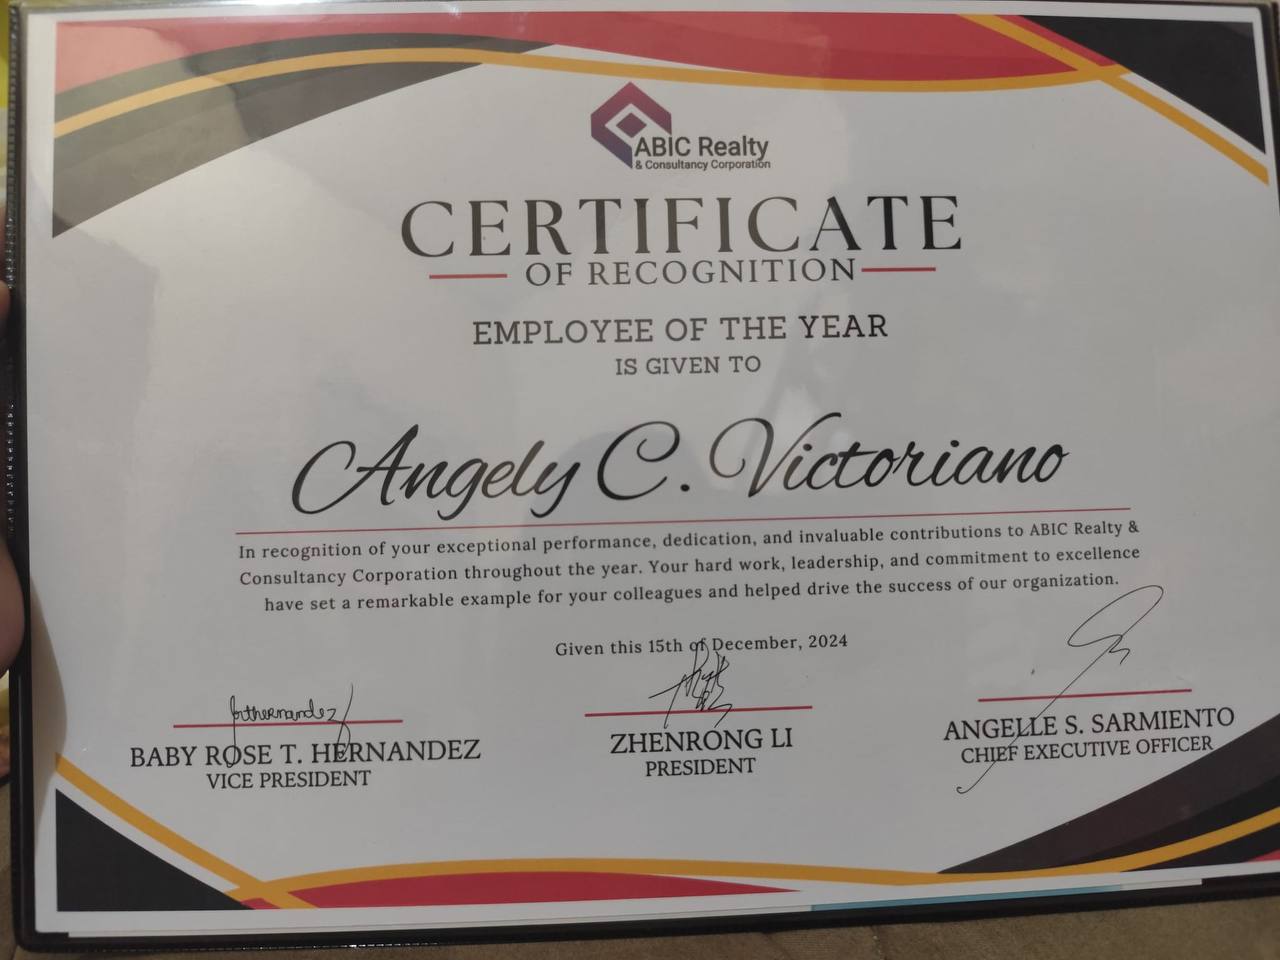 ABIC Realty
& Consultancy Corporation
CERTIFICATE
OF RECOGNITION
EMPLOYEE OF THE YEAR
IS GIVEN TO
Angely C. Victoriano
In recognition of your exceptional performance, dedication, and invaluable contributions to ABIC Realty &
Consultancy Corporation throughout the year. Your hard work, leadership, and commitment to excellence
have set a remarkable example for your colleagues and helped drive the success of our organization.
Given this 15th of December, 2024
BABY ROSE T. HERNANDEZ
VICE PRESIDENT
ZHENRONG LI
PRESIDENT
ANGELLE S. SARMIENTO
CHIEF EXECUTIVE OFFICER